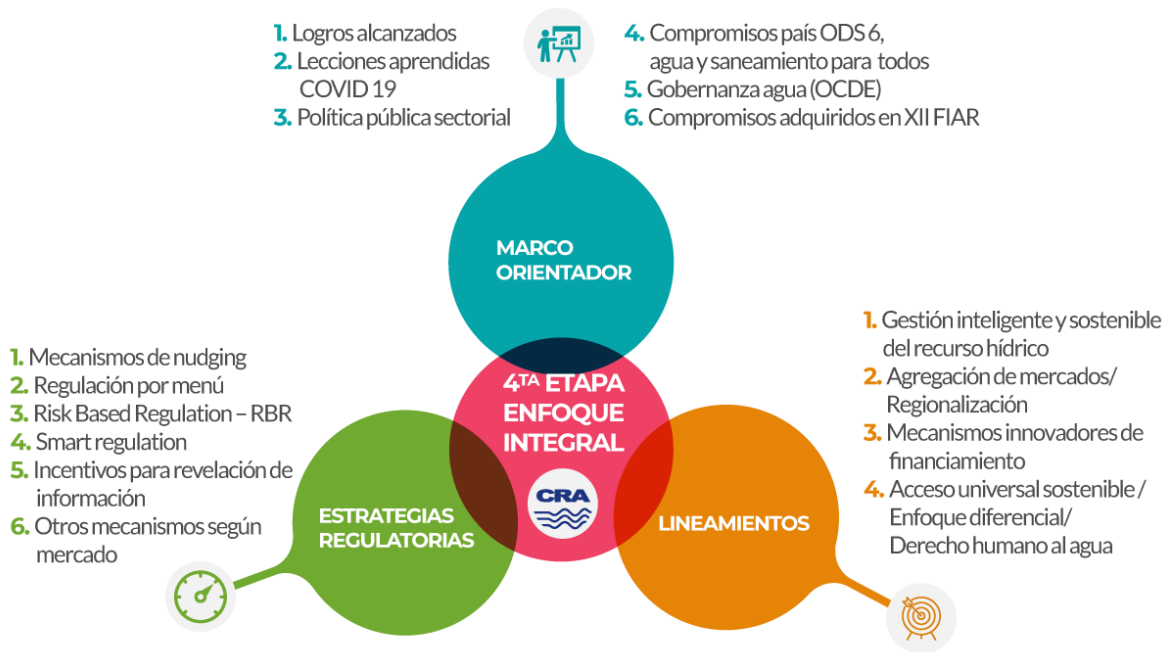 1. Logros alcanzados
2. Lecciones aprendidas
COVID 19
3. Política pública sectorial
4. Compromisos país ODS 6,
agua y saneamiento para todos
5. Gobernanza agua (OCDE)
6. Compromisos adquiridos en XII FIAR
MARCO
ORIENTADOR
1. Mecanismos de nudging
2. Regulación por menú
3. Risk Based Regulation – RBR
4. Smart regulation
5. Incentivos para revelación de
información
6. Otros mecanismos según
mercado
ESTRATEGIAS
REGULATORIAS
4TA ETAPA
ENFOQUE
INTEGRAL
CRA
LINEAMIENTOS
1. Gestión inteligente y sostenible
del recurso hídrico
2. Agregación de mercados/
Regionalización
3. Mecanismos innovadores de
financiamiento
4. Acceso universal sostenible /
Enfoque diferencial/
Derecho humano al agua